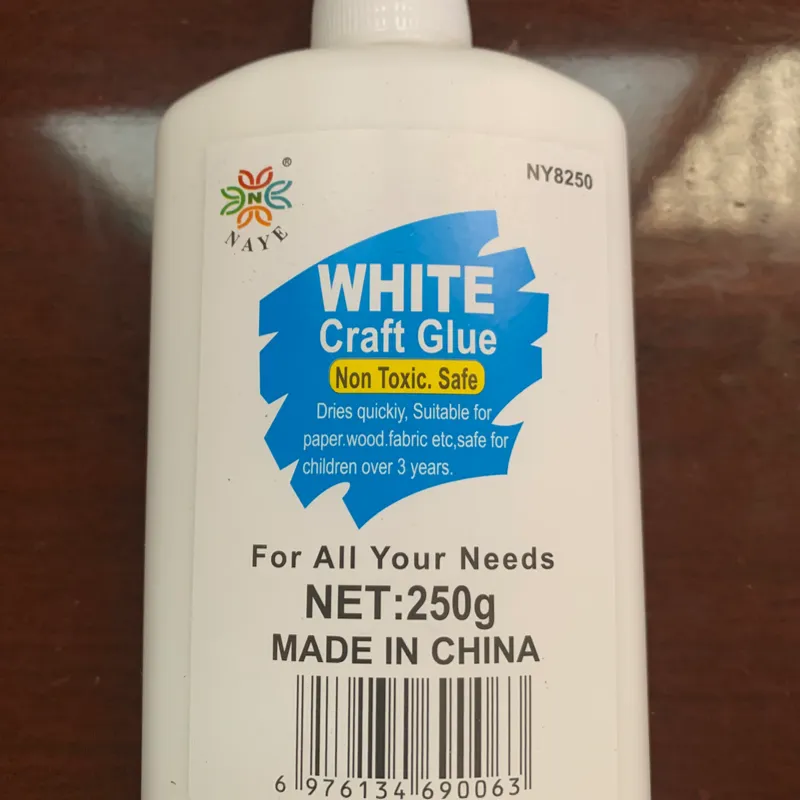 ®
N
NAYE
NY8250
WHITE
Craft Glue
Non Toxic. Safe
Dries quickiy, Suitable for
paper.wood.fabric etc,safe for
children over 3 years.
For All Your Needs
NET:250g
MADE IN CHINA
6 976134 690063